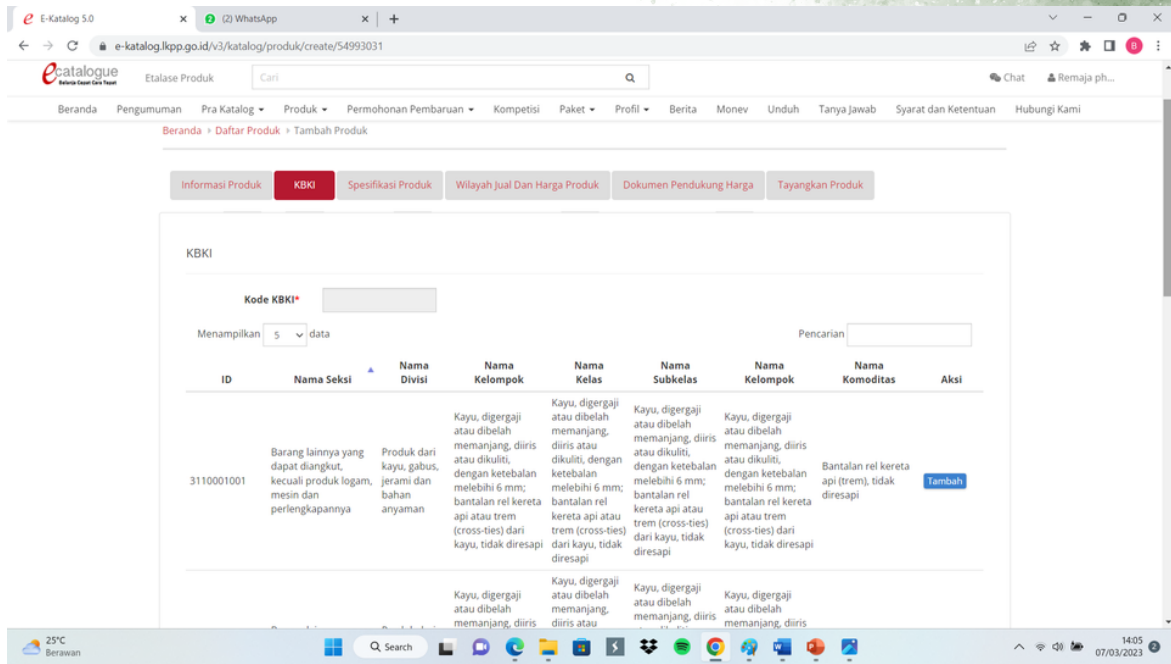 E-Katalog 5.0
(2) WhatsApp
e-katalog.lkpp.go.id/v3/katalog/produk/create/54993031
B
ecatalogue
Belanja Cepat Cara Tepat
Etalase Produk
Cari
Chat
Remaja ph...
Beranda Pengumuman Pra Katalog Produk Permohonan Pembaruan Kompetisi Paket Profil Berita Monev Unduh Tanya Jawab Syarat dan Ketentuan Hubungi Kami
Beranda Daftar Produk Tambah Produk
Informasi Produk KBKI Spesifikasi Produk Wilayah Jual Dan Harga Produk Dokumen Pendukung Harga Tayangkan Produk
KBKI
Kode KBKI*
Menampilkan 5 data
Pencarian
ID
Nama Seksi
Nama
Divisi
Nama
Kelompok
Nama
Kelas
Nama
Subkelas
Nama
Kelompok
Nama
Komoditas
Aksi
3110001001
Barang lainnya yang
dapat diangkut,
kecuali produk logam,
mesin dan
perlengkapannya
Produk dari
kayu, gabus,
jerami dan
bahan
anyaman
Kayu, digergaji
atau dibelah
memanjang, diiris
atau dikuliti,
dengan ketebalan
melebihi 6 mm;
bantalan rel kereta
api atau trem
(cross-ties) dari
kayu, tidak diresapi
Kayu, digergaji
atau dibelah
memanjang,
diiris atau
dikuliti, dengan
ketebalan
melebihi 6 mm;
bantalan rel
kereta api atau
trem (cross-ties)
dari kayu, tidak
diresapi
Kayu, digergaji
atau dibelah
memanjang, diiris
atau dikuliti,
dengan ketebalan
melebihi 6 mm;
bantalan rel
kereta api atau
trem (cross-ties)
dari kayu, tidak
diresapi
Kayu, digergaji
atau dibelah
memanjang, diiris
atau dikuliti,
dengan ketebalan
melebihi 6 mm;
bantalan rel kereta
api atau trem
(cross-ties) dari
kayu, tidak diresapi
Bantalan rel kereta
api (trem), tidak
diresapi
Tambah
Kayu, digergaji
atau dibelah
memanjang, diiris
Kayu, digergaji
atau dibelah
memanjang,
diiris atau
Kayu, digergaji
atau dibelah
memanjang, diiris
Kayu, digergaji
atau dibelah
memanjang, diiris
25°C
Berawan
Search
14:05
07/03/2023
2